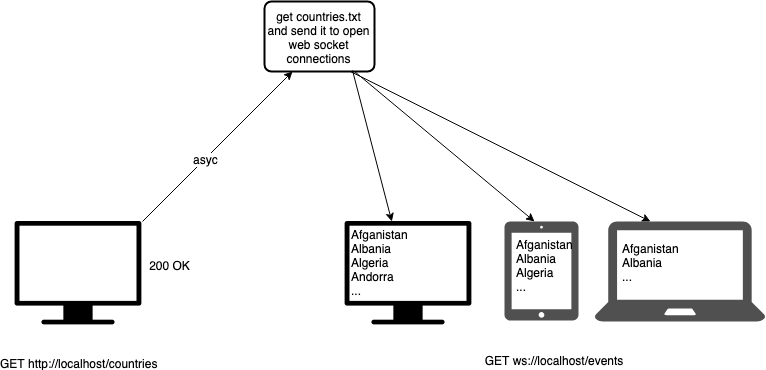 get countries.txt
and send it to open
web socket
connections
asyc
200 OK
Afganistan
Albania
Algeria
Andorra
...
Afganistan
Albania
Algeria
...
Afganistan
Albania
...
GET http://localhost/countries
GET ws://localhost/events